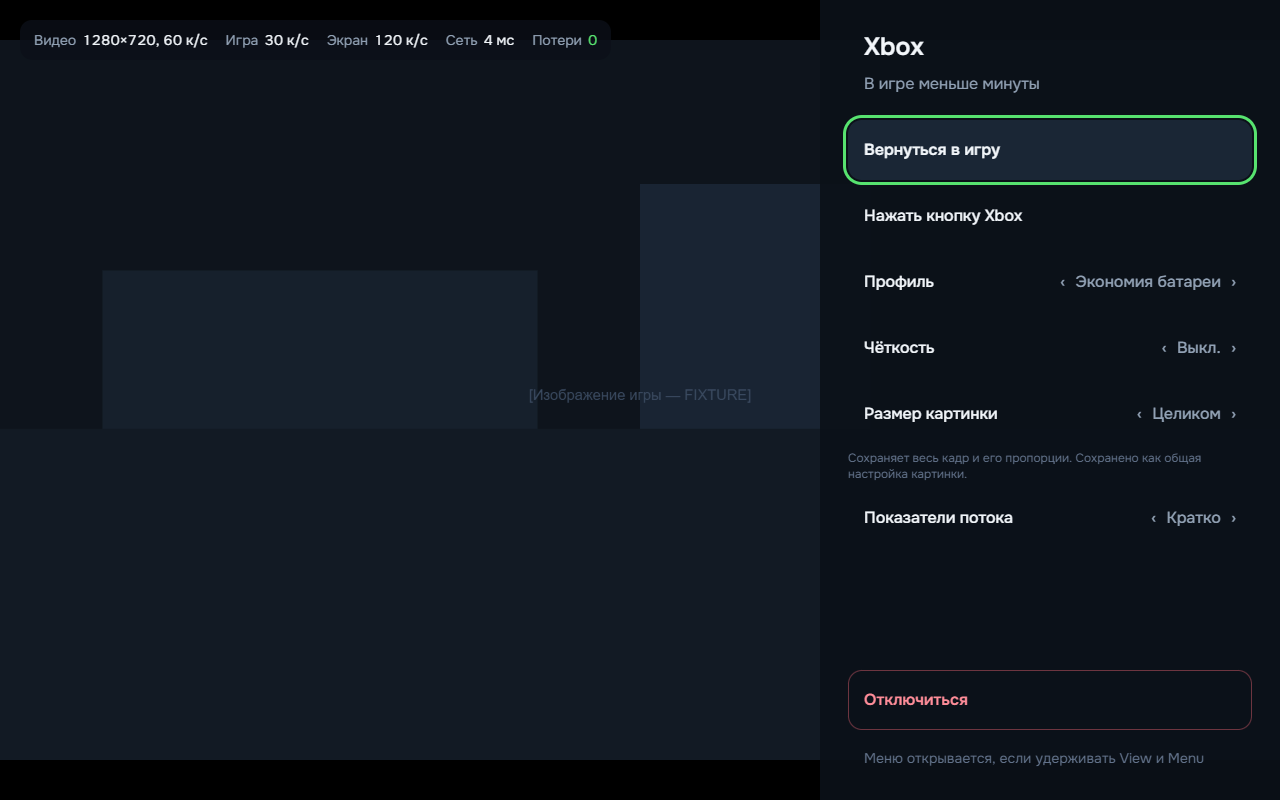 Видео 1280×720, 60 к/с Игра 30 к/с Экран 120 к/с Сеть 4 мс Потери 0
[Изображение игры — FIXTURE]
Xbox
В игре меньше минуты
Вернуться в игру
Нажать кнопку Xbox
Профиль ‹ Экономия батареи ›
Чёткость ‹ Выкл. ›
Размер картинки ‹ Целиком ›
Сохраняет весь кадр и его пропорции. Сохранено как общая
настройка картинки.
Показатели потока ‹ Кратко ›
Отключиться
Меню открывается, если удерживать View и Menu